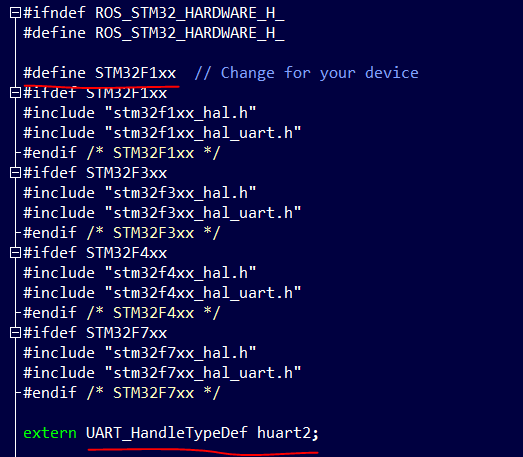 #ifndef ROS_STM32_HARDWARE_H_
#define ROS_STM32_HARDWARE_H_
#define STM32F1xx  // Change for your device
#ifdef STM32F1xx
#include "stm32f1xx_hal.h"
#include "stm32f1xx_hal_uart.h"
#endif /* STM32F1xx */
#ifdef STM32F3xx
#include "stm32f3xx_hal.h"
#include "stm32f3xx_hal_uart.h"
#endif /* STM32F3xx */
#ifdef STM32F4xx
#include "stm32f4xx_hal.h"
#include "stm32f4xx_hal_uart.h"
#endif /* STM32F4xx */
#ifdef STM32F7xx
#include "stm32f7xx_hal.h"
#include "stm32f7xx_hal_uart.h"
#endif /* STM32F7xx */
extern UART_HandleTypeDef huart2;